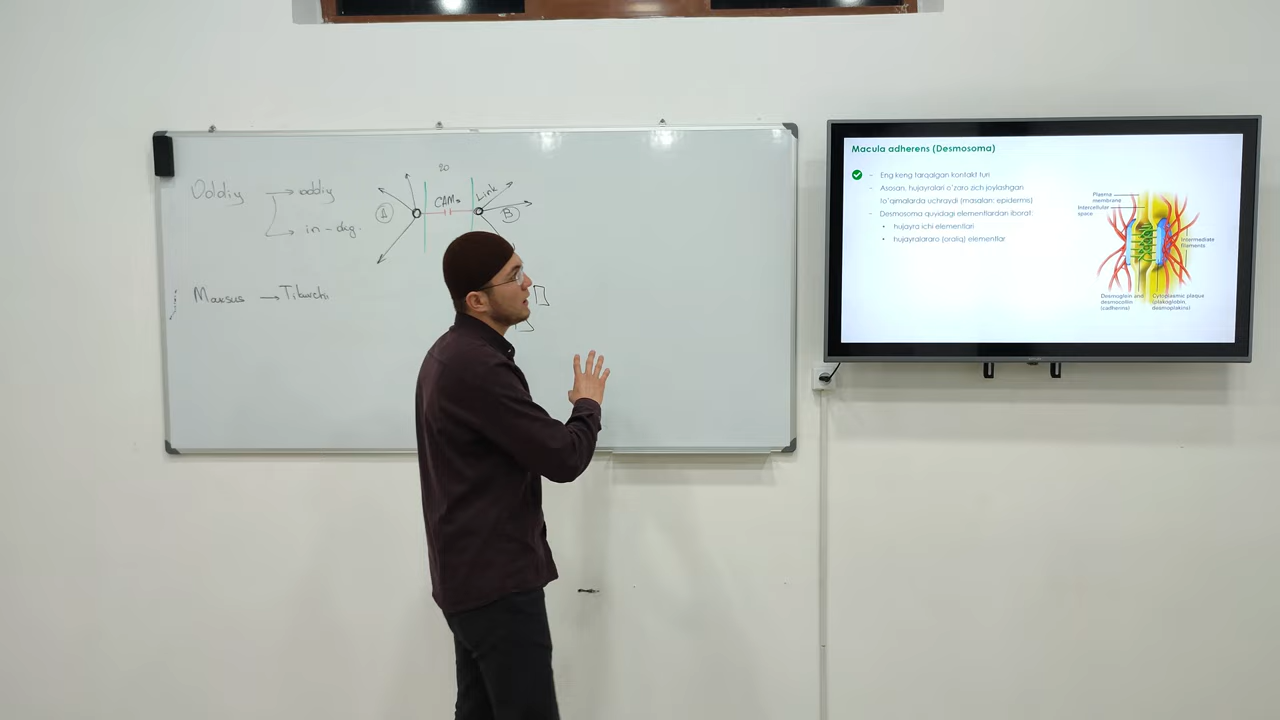 Oddiy → oddiy
→ in-deg.
Maxsus →
20
CAMs
Link
A
B
Macula adherens (Desmosoma)
- Eng keng tarqalgan kontakt turi
- Asosan, hujayralari o'zaro zich joylashgan
to'qimalarda uchraydi (masalan: epidermis)
- Desmosoma quyidagi elementlardan iborat:
• hujayra ichi elementlari
• hujayralararo (oraliq) elementlar
Plasma
membrane
Intercellular
space
Intermediate
filaments
Desmoglein and
desmocollin
(cadherins)
Cytoplasmic plaque
(plakoglobin,
desmoplakins)